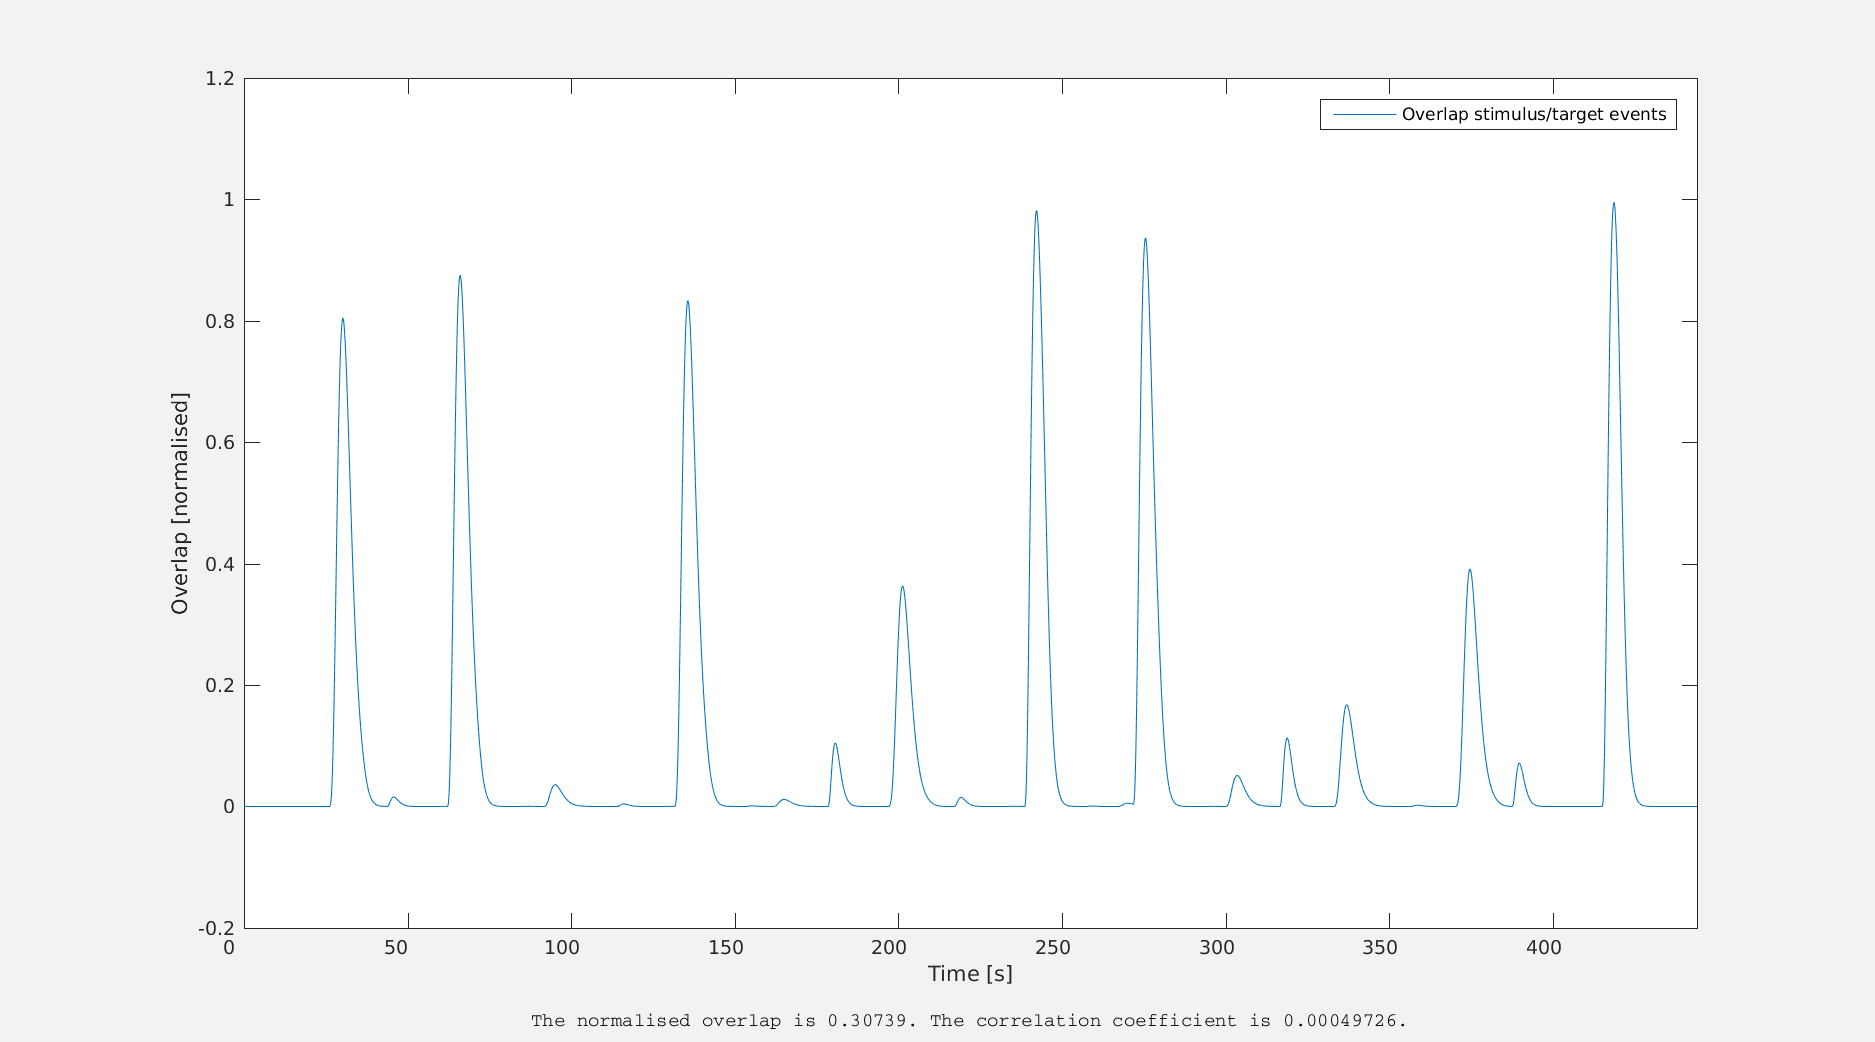 1.2
Overlap stimulus/target events
1
0.8
0.6
Overlap [normalised]
0.4
0.2
0
-0.2
0 50 100 150 200 250 300 350 400
Time [s]
The normalised overlap is 0.30739. The correlation coefficient is 0.00049726.